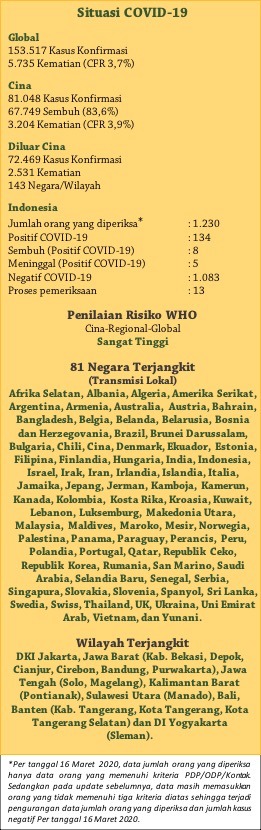 Situasi COVID-19
Global
153.517 Kasus Konfirmasi
5.735 Kematian (CFR 3,7%)
Cina
81.048 Kasus Konfirmasi
67.749 Sembuh (83,6%)
3.204 Kematian (CFR 3,9%)
Diluar Cina
72.469 Kasus Konfirmasi
2.531 Kematian
143 Negara/Wilayah
Indonesia
Jumlah orang yang diperiksa* : 1.230
Positif COVID-19 : 134
Sembuh (Positif COVID-19) : 8
Meninggal (Positif COVID-19) : 5
Negatif COVID-19 : 1.083
Proses pemeriksaan : 13
Penilaian Risiko WHO
Cina-Regional-Global
Sangat Tinggi
81 Negara Terjangkit
(Transmisi Lokal)
Afrika Selatan, Albania, Algeria, Amerika Serikat,
Argentina, Armenia, Australia, Austria, Bahrain,
Bangladesh, Belgia, Belanda, Belarusia, Bosnia
dan Herzegovania, Brazil, Brunei Darussalam,
Bulgaria, Chili, Cina, Denmark, Ekuador, Estonia,
Filipina, Finlandia, Hungaria, India, Indonesia,
Israel, Irak, Iran, Irlandia, Islandia, Italia,
Jamaika, Jepang, Jerman, Kamboja, Kamerun,
Kanada, Kolombia, Kosta Rika, Kroasia, Kuwait,
Lebanon, Luksemburg, Makedonia Utara,
Malaysia, Maldives, Maroko, Mesir, Norwegia,
Palestina, Panama, Paraguay, Perancis, Peru,
Polandia, Portugal, Qatar, Republik Ceko,
Republik Korea, Rumania, San Marino, Saudi
Arabia, Selandia Baru, Senegal, Serbia,
Singapura, Slovakia, Slovenia, Spanyol, Sri Lanka,
Swedia, Swiss, Thailand, UK, Ukraina, Uni Emirat
Arab, Vietnam, dan Yunani.
Wilayah Terjangkit
DKI Jakarta, Jawa Barat (Kab. Bekasi, Depok,
Cianjur, Cirebon, Bandung, Purwakarta), Jawa
Tengah (Solo, Magelang), Kalimantan Barat
(Pontianak), Sulawesi Utara (Manado), Bali,
Banten (Kab. Tangerang, Kota Tangerang, Kota
Tangerang Selatan) dan DI Yogyakarta
(Sleman).
*Per tanggal 16 Maret 2020, data jumlah orang yang diperiksa
hanya data orang yang memenuhi kriteria PDP/ODP/Kontak.
Sedangkan pada update sebelumnya, data masih memasukkan
orang yang tidak memenuhi tiga kriteria diatas sehingga terjadi
pengurangan data jumlah orang yang diperiksa dan jumlah kasus
negatif Per tanggal 16 Maret 2020.